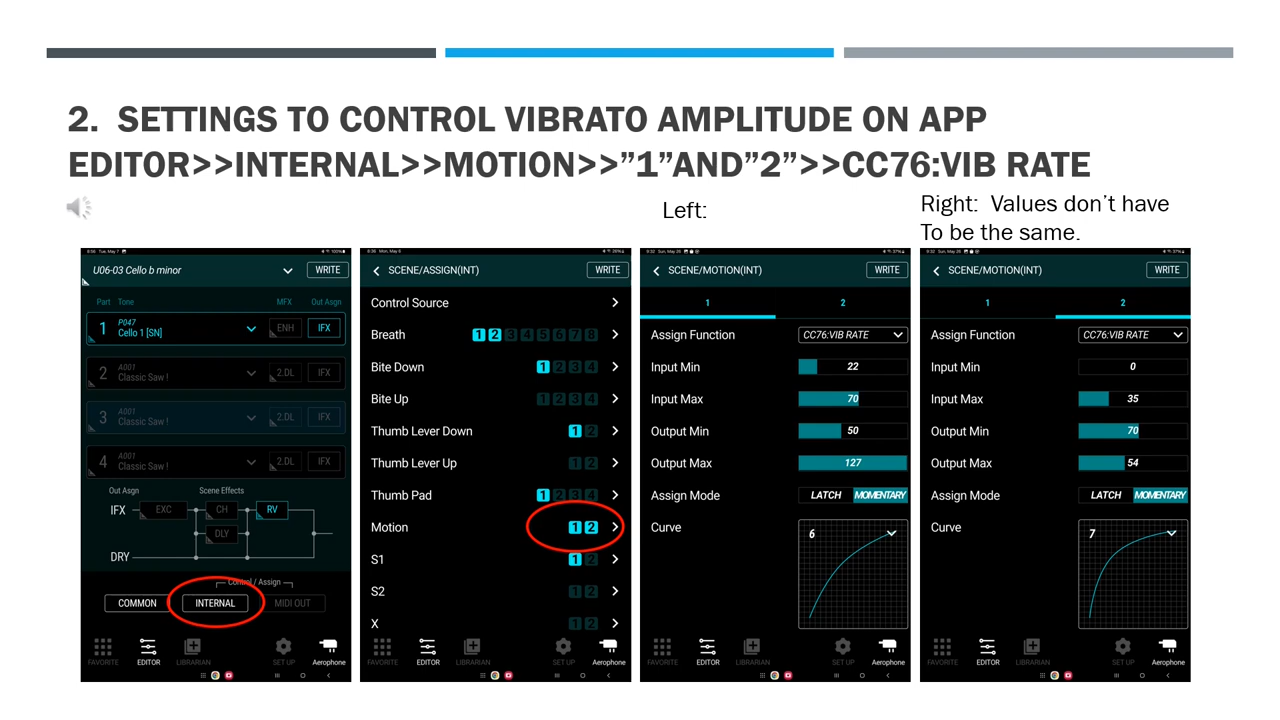 2. SETTINGS TO CONTROL VIBRATO AMPLITUDE ON APP
EDITOR>>INTERNAL>>MOTION>>”1”AND”2”>>CC76:VIB RATE
Left:
Right: Values don’t have
To be the same.
U06-03 Cello b minor
WRITE
Part Tone MFX Out Asgn
1 P047 Cello 1 [SN] ENH IFX
2 A001 Classic Saw ! 2.DL IFX
3 A001 Classic Saw ! 2.DL IFX
4 A001 Classic Saw ! 2.DL IFX
Out Asgn Scene Effects
IFX EXC CH RV
DLY
DRY
Control / Assign
COMMON INTERNAL MIDI OUT
FAVORITE EDITOR LIBRARIAN SET UP Aerophone
SCENE/ASSIGN(INT) WRITE
Control Source
Breath 1 2 3 4 5 6 7 8
Bite Down 1 2 3 4
Bite Up 1 2 3 4
Thumb Lever Down 1 2
Thumb Lever Up 1 2
Thumb Pad 1 2 3 4
Motion 1 2
S1 1 2
S2 1 2
X 1 2
FAVORITE EDITOR LIBRARIAN SET UP Aerophone
SCENE/MOTION(INT) WRITE
1 2
Assign Function CC76:VIB RATE
Input Min 22
Input Max 70
Output Min 50
Output Max 127
Assign Mode LATCH MOMENTARY
Curve 6
FAVORITE EDITOR LIBRARIAN SET UP Aerophone
SCENE/MOTION(INT) WRITE
1 2
Assign Function CC76:VIB RATE
Input Min 0
Input Max 35
Output Min 70
Output Max 54
Assign Mode LATCH MOMENTARY
Curve 7
FAVORITE EDITOR LIBRARIAN SET UP Aerophone